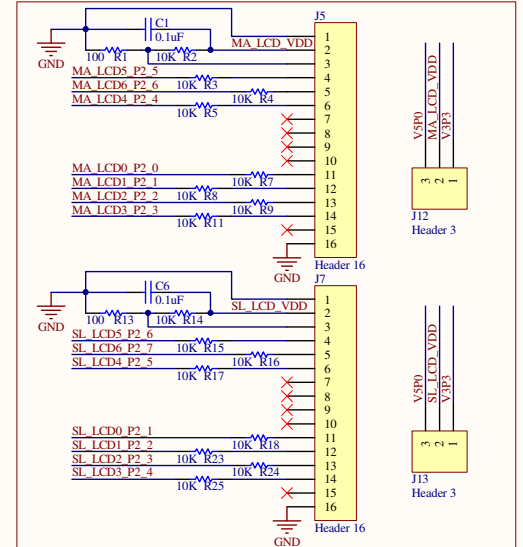 J5
C1
0.1uF
MA_LCD_VDD
100 R1
10K R2
GND
MA_LCD5_P2_5
10K R3
MA_LCD6_P2_6
10K R4
MA_LCD4_P2_4
10K R5
MA_LCD0_P2_0
10K R7
MA_LCD1_P2_1
10K R8
MA_LCD2_P2_2
10K R9
MA_LCD3_P2_3
10K R11
1
2
3
4
5
6
7
8
9
10
11
12
13
14
15
16
GND
Header 16
V5P0
MA_LCD_VDD
V3P3
3
2
1
J12
Header 3
J7
C6
0.1uF
SL_LCD_VDD
100 R13
10K R14
GND
SL_LCD5_P2_6
10K R15
SL_LCD6_P2_7
10K R16
SL_LCD4_P2_5
10K R17
SL_LCD0_P2_1
10K R18
SL_LCD1_P2_2
10K R23
SL_LCD2_P2_3
10K R24
SL_LCD3_P2_4
10K R25
1
2
3
4
5
6
7
8
9
10
11
12
13
14
15
16
GND
Header 16
V5P0
SL_LCD_VDD
V3P3
3
2
1
J13
Header 3